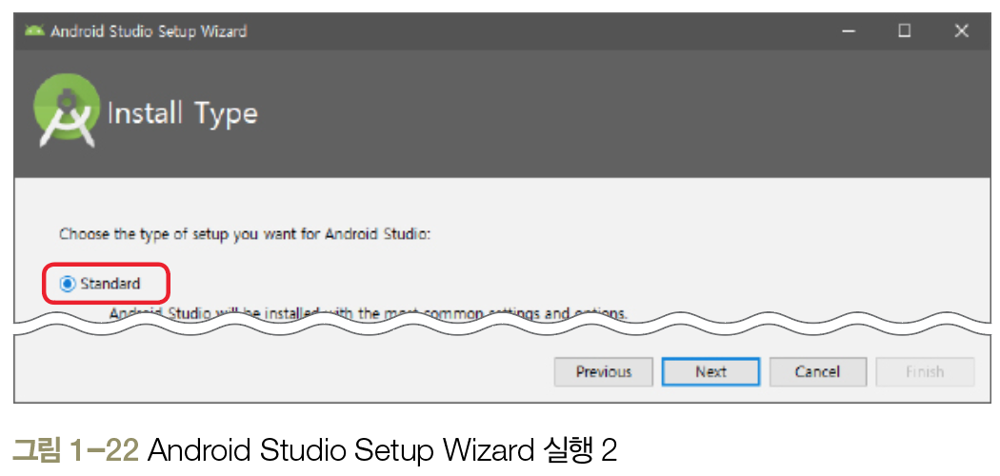 Android Studio Setup Wizard
Install Type
Choose the type of setup you want for Android Studio:
Standard
Android Studio will be installed with the most common settings and options.
Previous Next Cancel Finish
그림 1-22 Android Studio Setup Wizard 실행 2